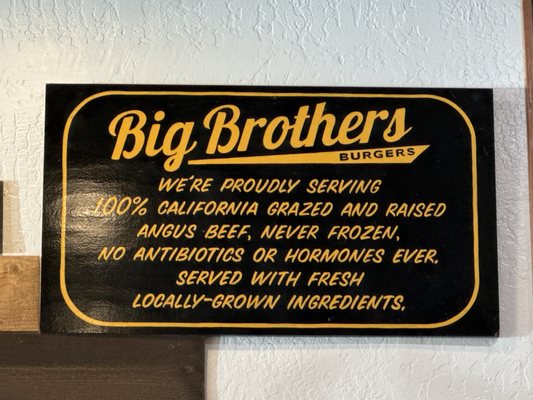 Big Brothers
BURGERS
WE'RE PROUDLY SERVING
100% CALIFORNIA GRAZED AND RAISED
ANGUS BEEF, NEVER FROZEN,
NO ANTIBIOTICS OR HORMONES EVER.
SERVED WITH FRESH
LOCALLY-GROWN INGREDIENTS.